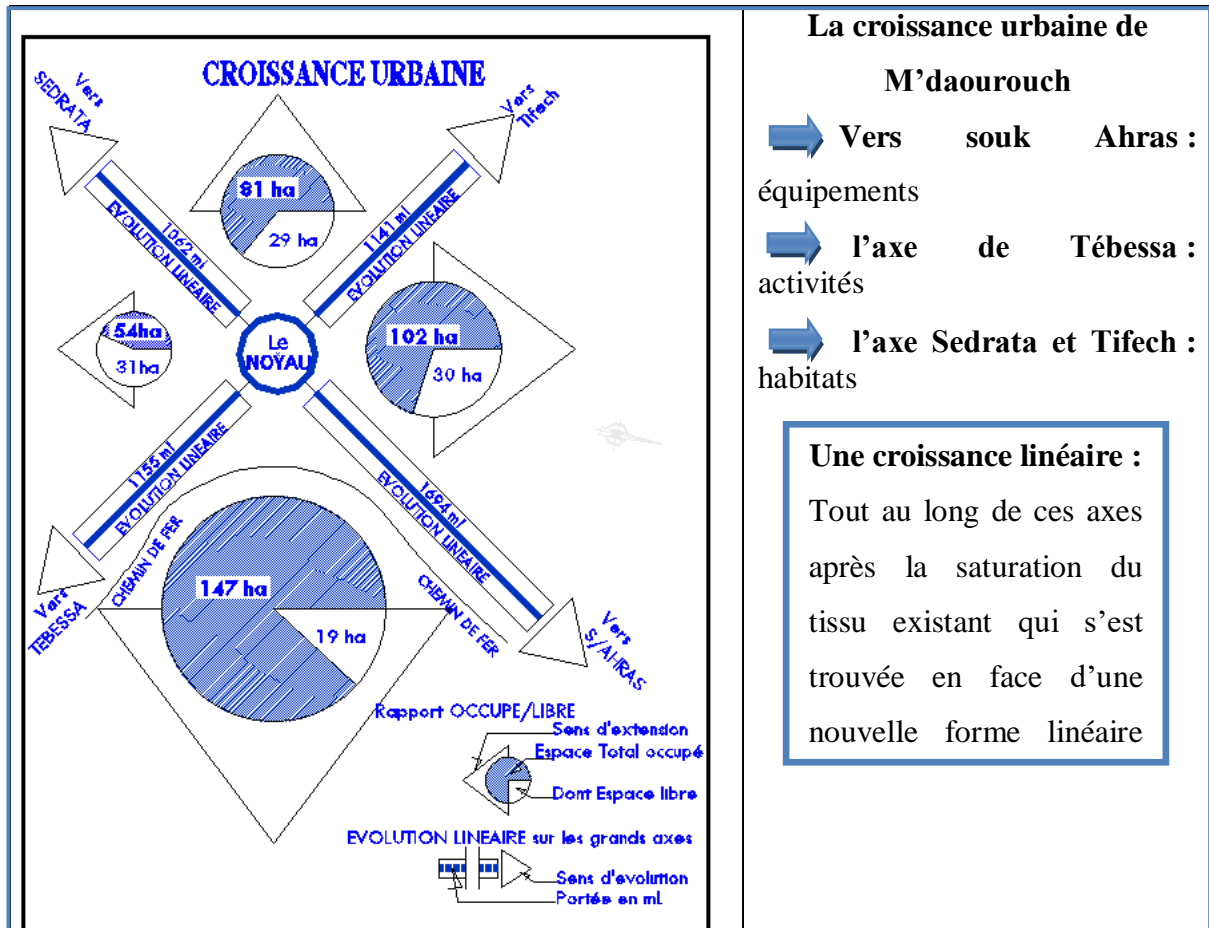 CROISSANCE URBAINE
Vers
SEDRATA
Vers
Tifech
1062 ml
EVOLUTION LINEAIRE
81 ha
29 ha
1141 ml
EVOLUTION LINEAIRE
54ha
31ha
Le
NOYAU
102 ha
30 ha
1155 ml
EVOLUTION LINEAIRE
1694 ml
EVOLUTION LINEAIRE
CHEMIN DE FER
CHEMIN DE FER
147 ha
19 ha
Vers
TEBESSA
Vers
S/AHRAS
Rapport OCCUPE/LIBRE
Sens d'extension
Espace Total occupé
Dont Espace libre
EVOLUTION LINEAIRE sur les grands axes
Sens d'evolution
Portée en mL
La croissance urbaine de
M'daourouch
Vers souk Ahras :
équipements
l'axe de Tébessa :
activités
l'axe Sedrata et Tifech :
habitats
Une croissance linéaire :
Tout au long de ces axes
après la saturation du
tissu existant qui s'est
trouvée en face d'une
nouvelle forme linéaire